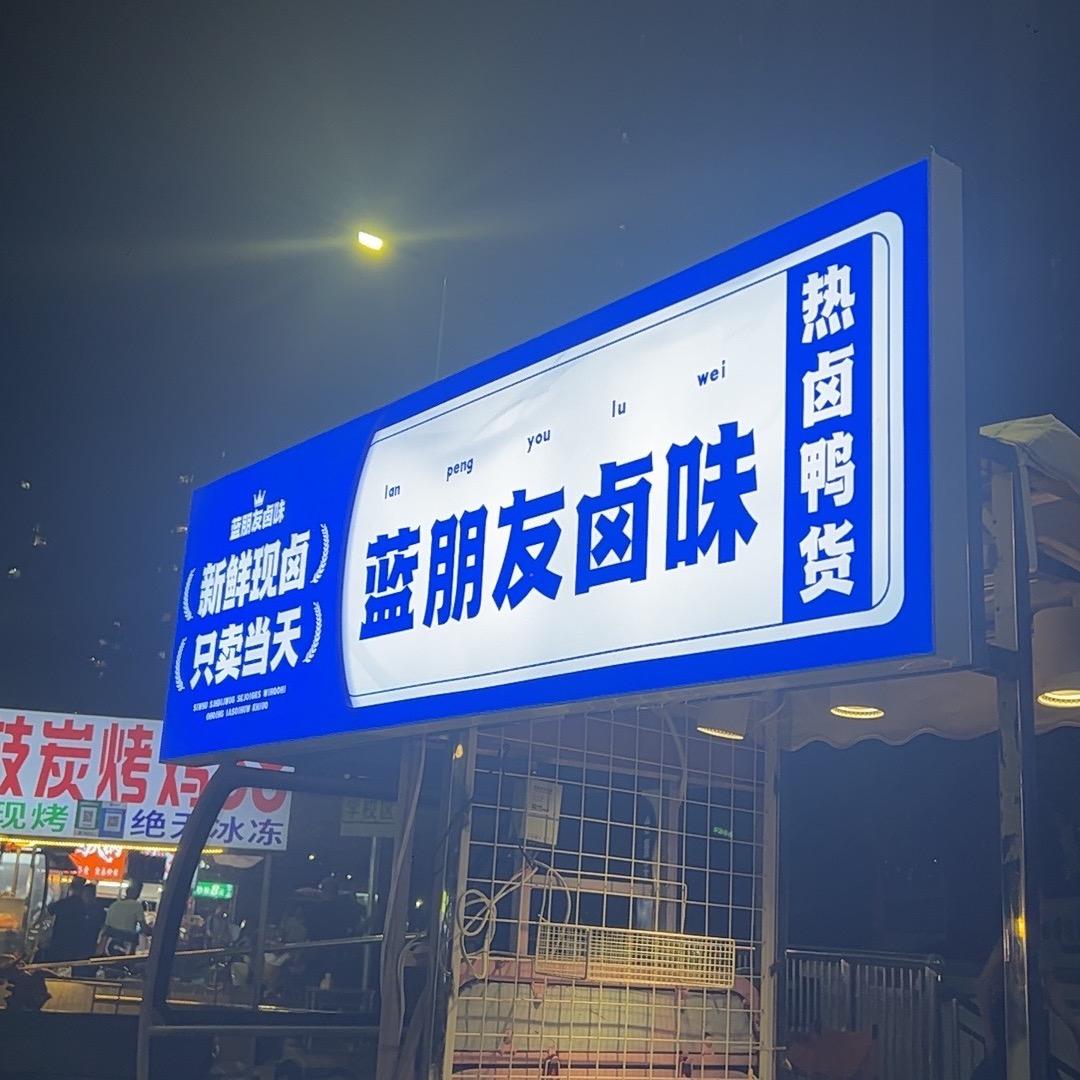 蓝朋友卤味
新鲜现卤
只卖当天
lan peng you lu wei
蓝朋友卤味
热卤鸭货
炭烤
现烤
冰冻